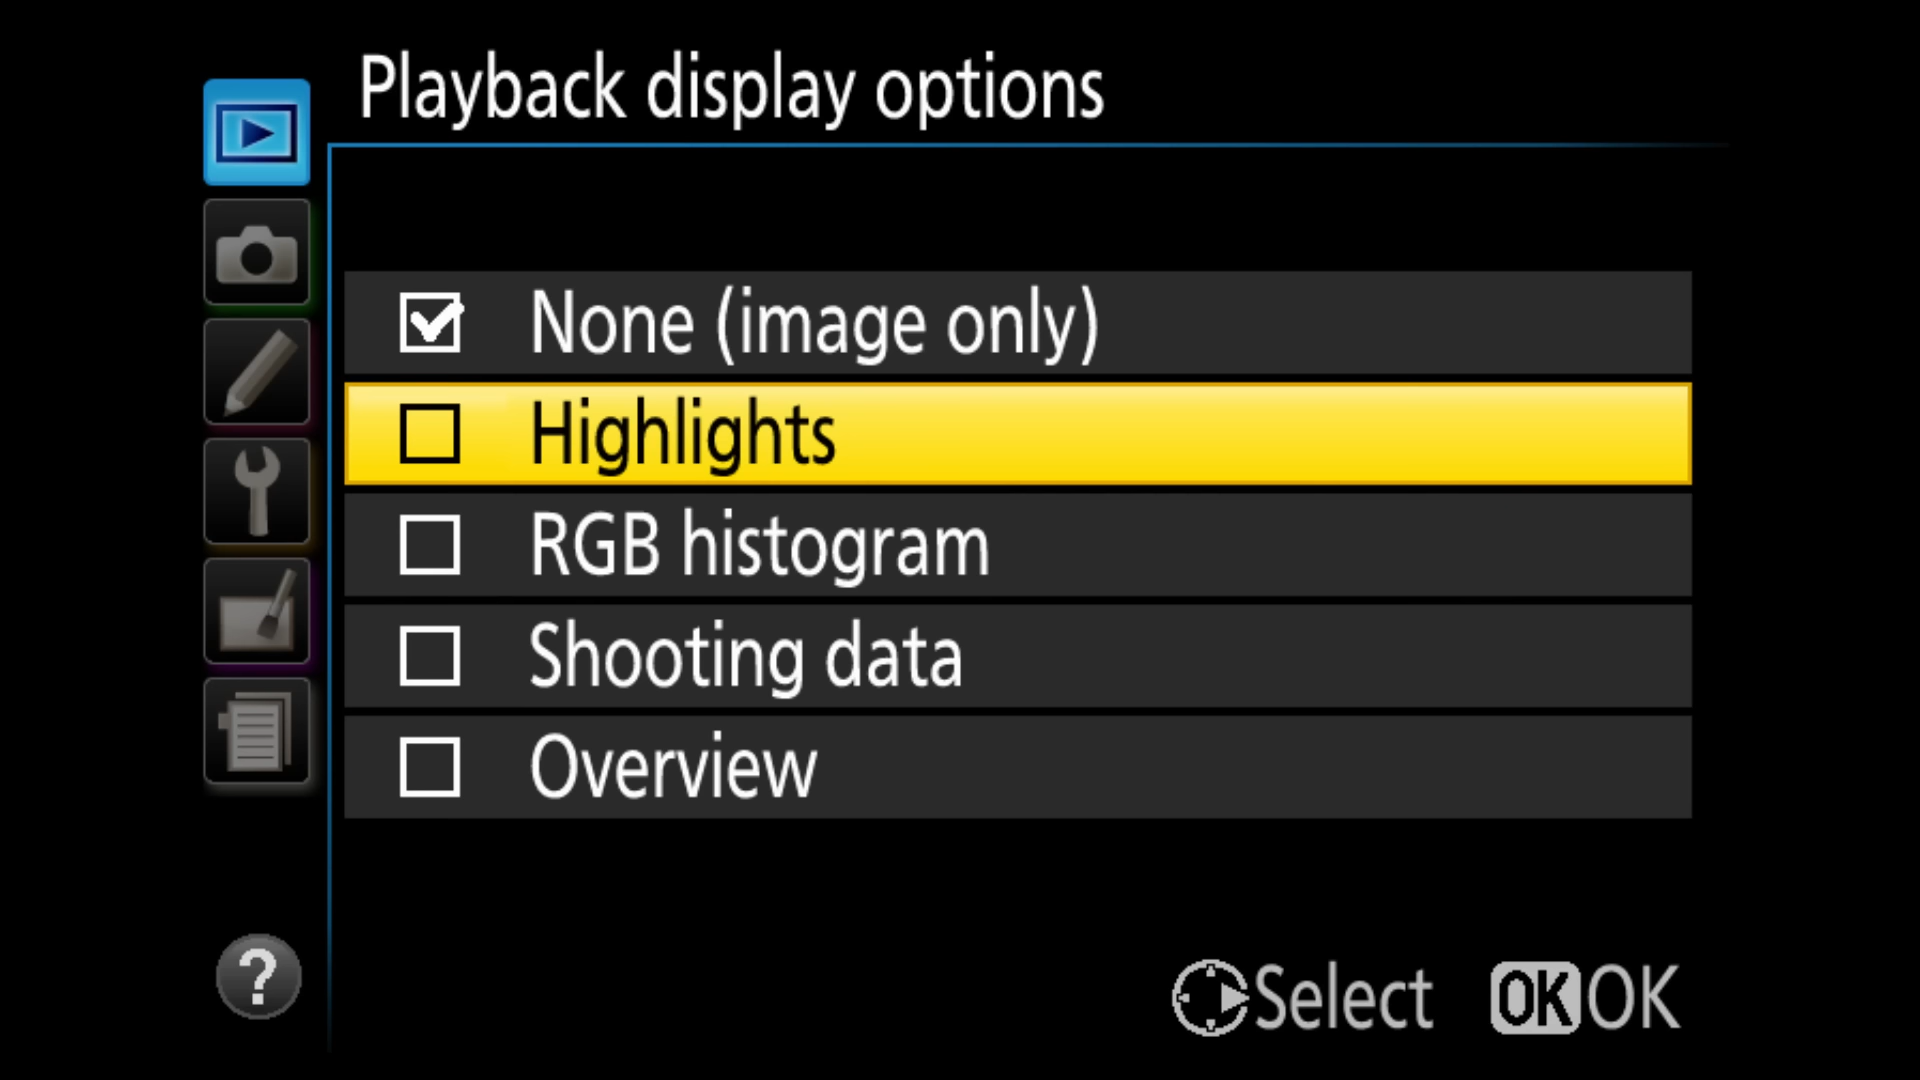 Playback display options
None (image only)
Highlights
RGB histogram
Shooting data
Overview
? Select OK OK